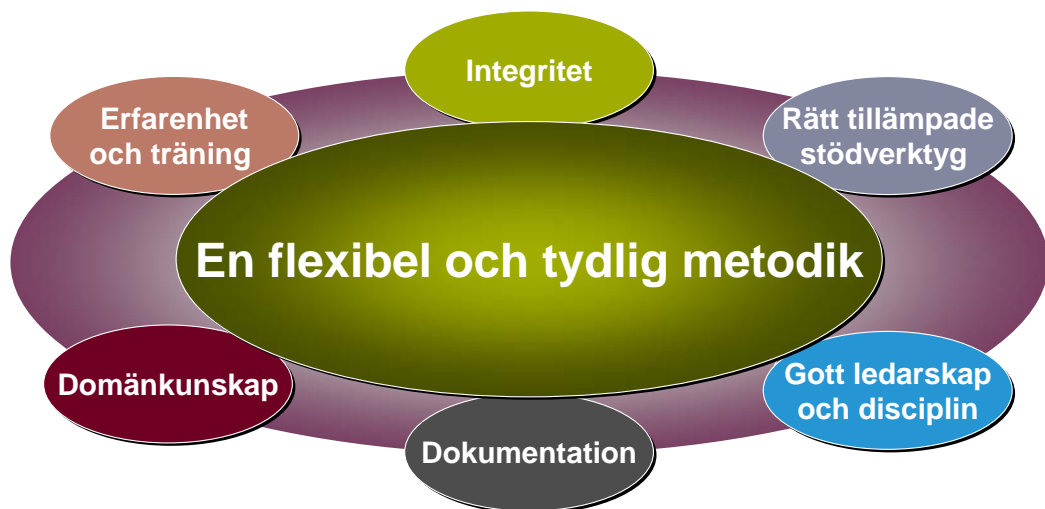 Integritet
Erfarenhet
och träning
Rätt tillämpade
stödverktyg
En flexibel och tydlig metodik
Domänkunskap
Gott ledarskap
och disciplin
Dokumentation